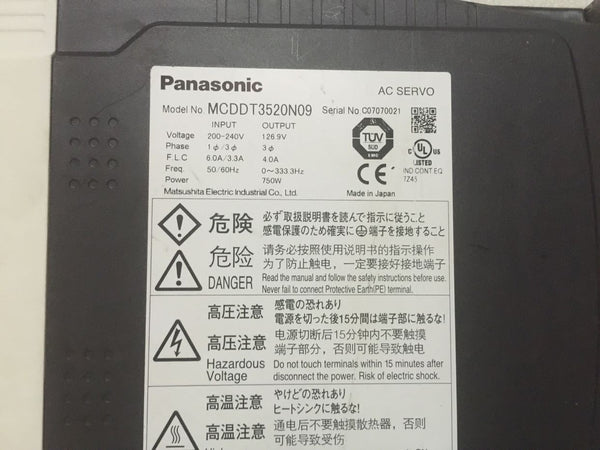 Panasonic AC SERVO
Model No. MCDDT3520N09 Serial No. C07070021
INPUT OUTPUT
Voltage 200-240V 126.9V
Phase 1ϕ/3ϕ 3ϕ
F.L.C 6.0A/3.3A 4.0A
Freq. 50/60Hz 0~333.3Hz
Power 750W
Matsushita Electric Industrial Co., Ltd.
TÜV
SÜD
C UL US
LISTED
IND CONT EQ
7Z45
CE
Made in Japan
危険
必ず取扱説明書を読んで指示に従うこと
感電保護のため確実に⏚端子を接地すること
危险
请务必按照使用说明书的指示操作
为了防止触电,一定要接好接地端子
DANGER
Read the manual and follow the safety instructions before use.
Never fail to connect Protective Earth(PE) terminal.
高圧注意
感電の恐れあり
電源を切った後15分間は端子部に触るな!
高压注意
电源切断后15分钟内不要触摸
端子部分,否则可能导致触电
Hazardous
Voltage
Do not touch terminals within 15 minutes after
disconnect the power. Risk of electric shock.
高温注意
やけどの恐れあり
ヒートシンクに触るな!
高温注意
通电后不要触摸散热器,否则
可能导致受伤